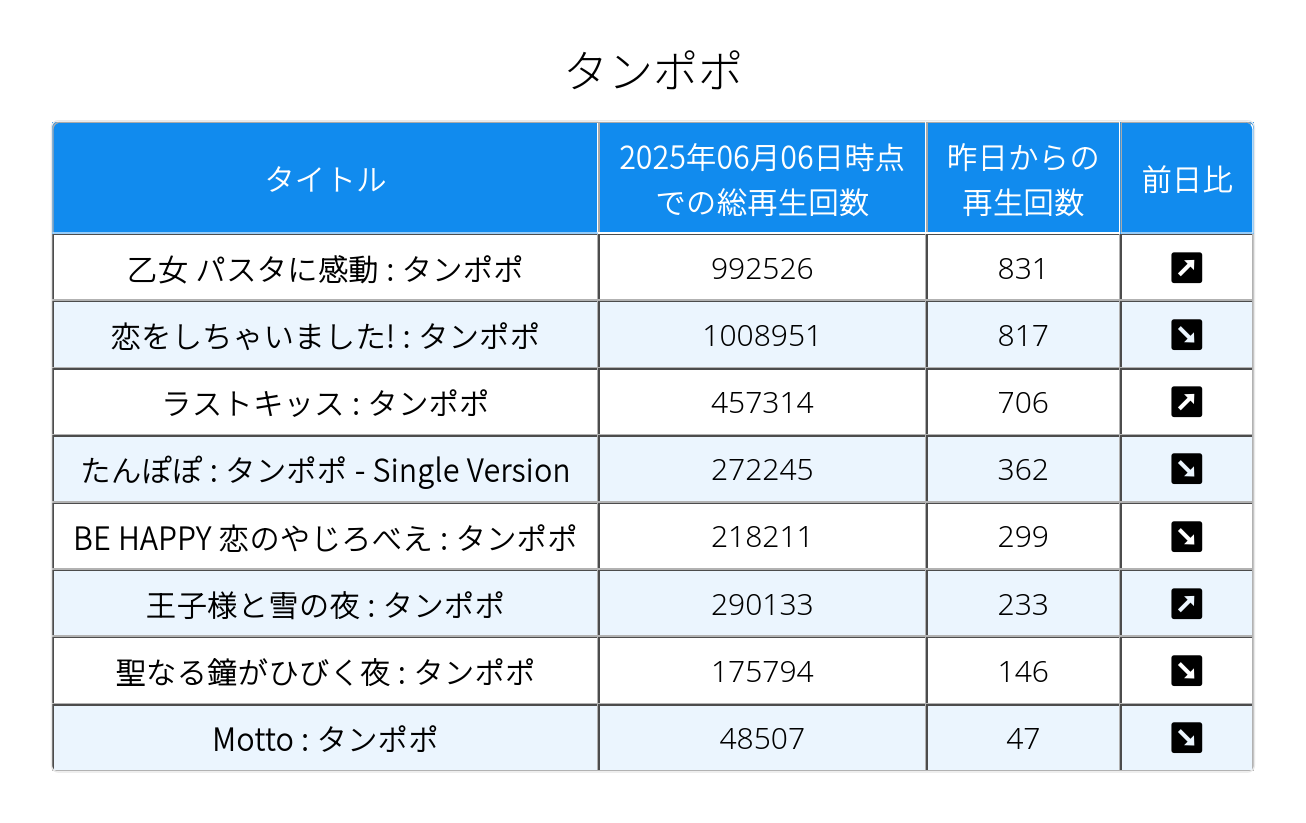 タンポポ
タイトル 2025年06月06日時点 での総再生回数 昨日からの 再生回数 前日比
乙女 パスタに感動 : タンポポ 992526 831 ↗
恋をしちゃいました! : タンポポ 1008951 817 ↘
ラストキッス : タンポポ 457314 706 ↗
たんぽぽ : タンポポ - Single Version 272245 362 ↘
BE HAPPY 恋のやじろべえ : タンポポ 218211 299 ↘
王子様と雪の夜 : タンポポ 290133 233 ↗
聖なる鐘がひびく夜 : タンポポ 175794 146 ↘
Motto : タンポポ 48507 47 ↘